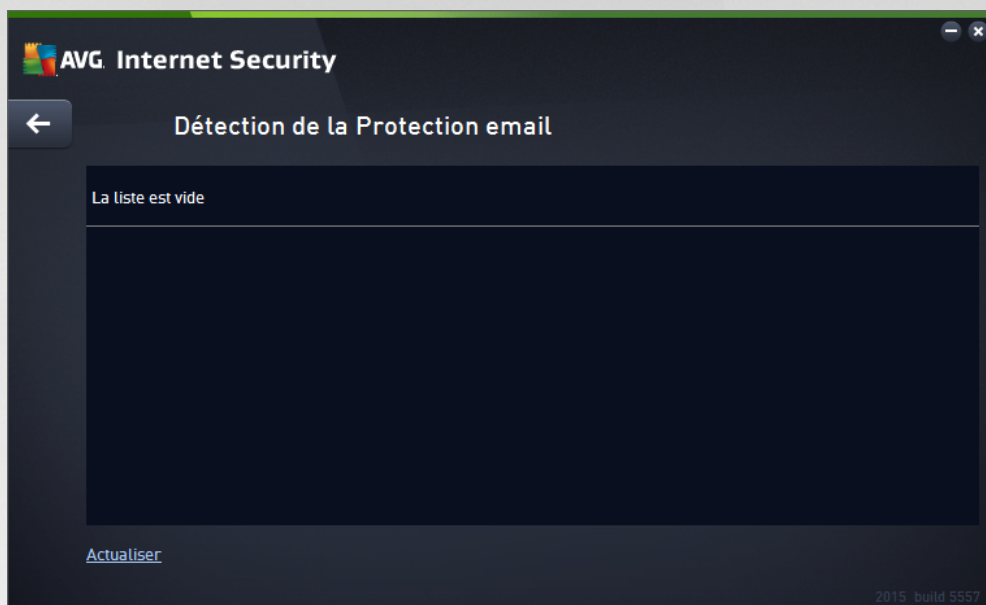 AVG. Internet Security
Détection de la Protection email
La liste est vide
Actualiser
2015 build 5557